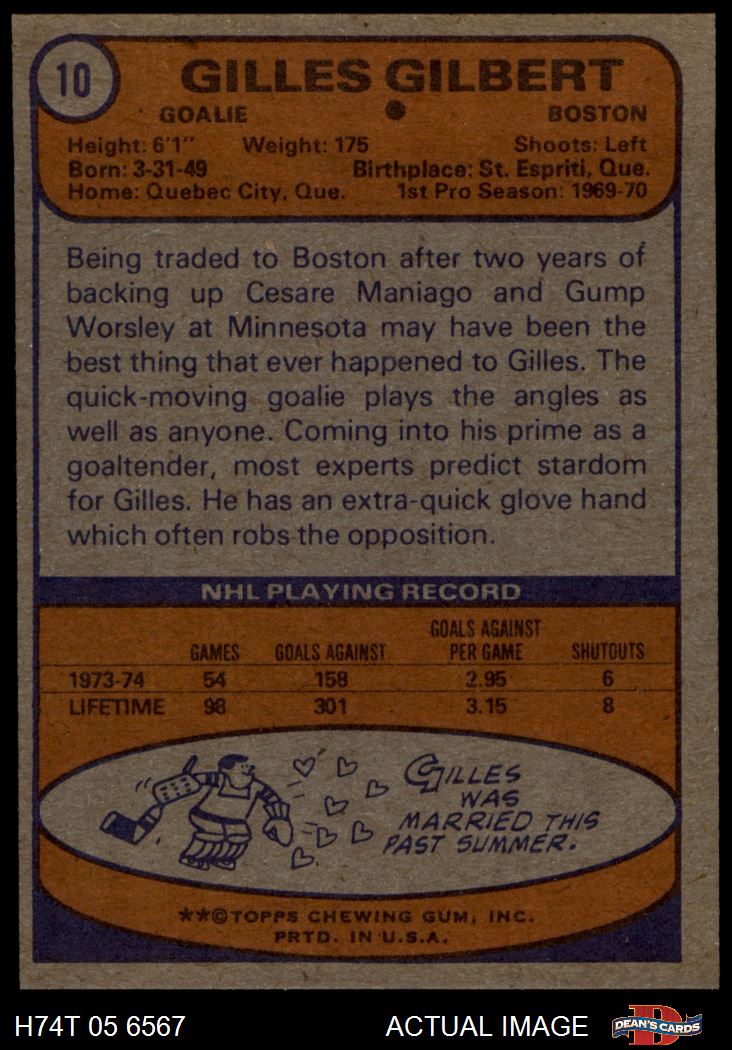 10
GILLES GILBERT
GOALIE BOSTON
Height: 6'1" Weight: 175 Shoots: Left
Born: 3-31-49 Birthplace: St. Espriti, Que.
Home: Quebec City, Que. 1st Pro Season: 1969-70
Being traded to Boston after two years of
backing up Cesare Maniago and Gump
Worsley at Minnesota may have been the
best thing that ever happened to Gilles. The
quick-moving goalie plays the angles as
well as anyone. Coming into his prime as a
goaltender, most experts predict stardom
for Gilles. He has an extra-quick glove hand
which often robs the opposition.
NHL PLAYING RECORD
GAMES GOALS AGAINST GOALS AGAINST PER GAME SHUTOUTS
1973-74 54 158 2.95 6
LIFETIME 98 301 3.15 8
GILLES
WAS
MARRIED THIS
PAST SUMMER.
**©TOPPS CHEWING GUM, INC.
PRTD. IN U.S.A.
H74T 05 6567 ACTUAL IMAGE D DEAN'S CARDS